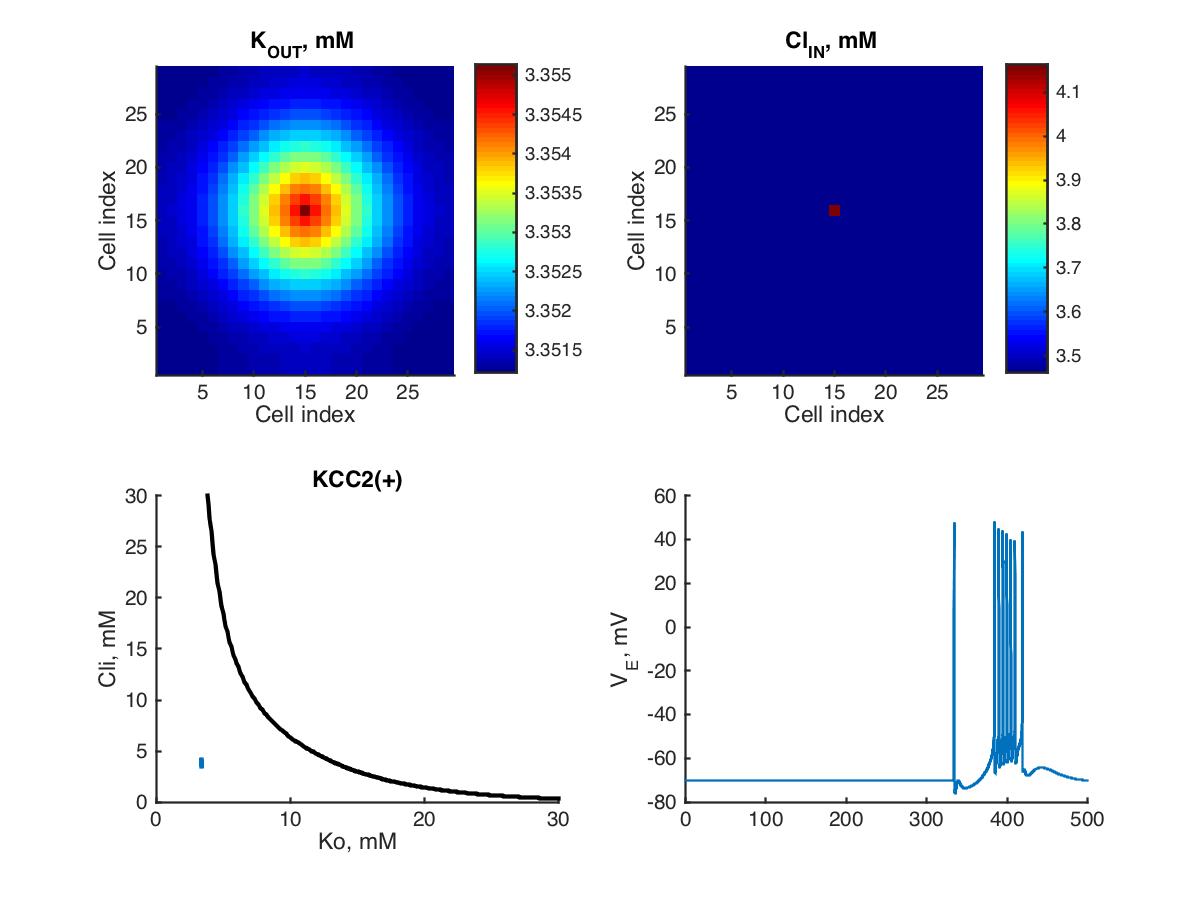 K_OUT, mM
Cell index
25
20
15
10
5
5 10 15 20 25
Cell index
3.355
3.3545
3.354
3.3535
3.353
3.3525
3.352
3.3515
Cl_IN, mM
Cell index
25
20
15
10
5
5 10 15 20 25
Cell index
4.1
4
3.9
3.8
3.7
3.6
3.5
KCC2(+)
Cli, mM
30
25
20
15
10
5
0
0 10 20 30
Ko, mM
V_E, mV
60
40
20
0
-20
-40
-60
-80
0 100 200 300 400 500